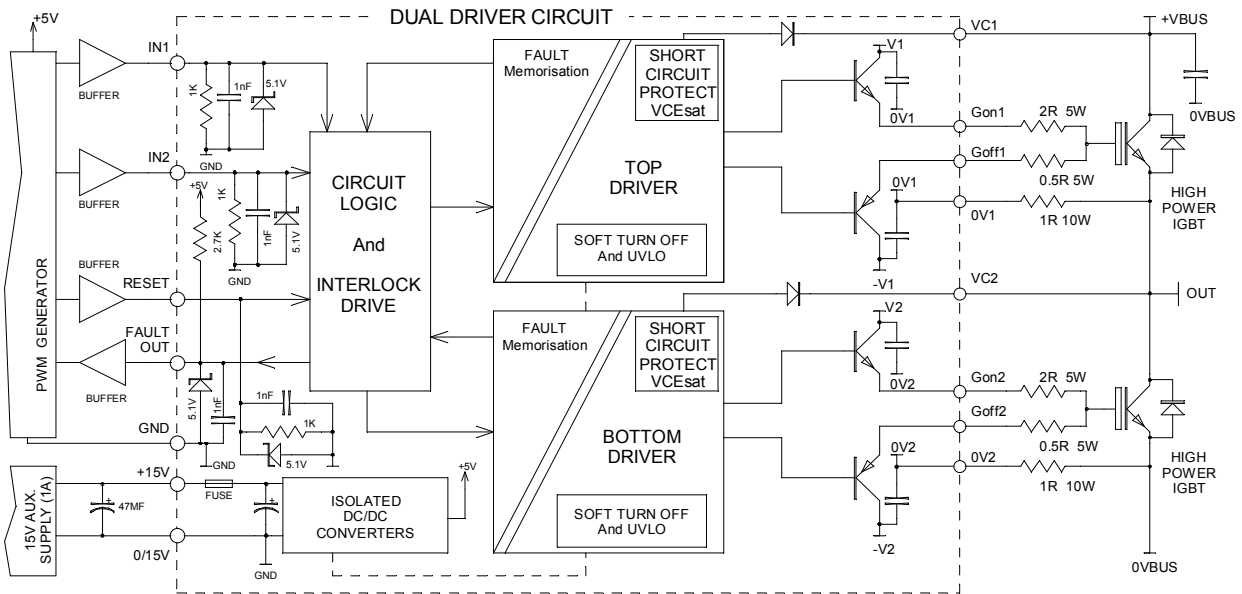 DUAL DRIVER CIRCUIT
+5V
IN1
BUFFER
1K
1nF
5.1V
GND
IN2
BUFFER
+5V
2.7K
1K
1nF
5.1V
GND
BUFFER
RESET
FAULT
OUT
BUFFER
PWM GENERATOR
5.1V
1nF
GND
GND
1nF
1K
5.1V
CIRCUIT
LOGIC
And
INTERLOCK
DRIVE
+15V
FUSE
47MF
+
+
15V AUX.
SUPPLY (1A)
0/15V
GND
ISOLATED
DC/DC
CONVERTERS
+5V
FAULT
Memorisation
SHORT
CIRCUIT
PROTECT
VCEsat
TOP
DRIVER
SOFT TURN OFF
And UVLO
FAULT
Memorisation
SHORT
CIRCUIT
PROTECT
VCEsat
BOTTOM
DRIVER
SOFT TURN OFF
And UVLO
V1
0V1
0V1
-V1
V2
0V2
0V2
-V2
VC1
Gon1
2R 5W
Goff1
0.5R 5W
0V1
1R 10W
VC2
Gon2
2R 5W
Goff2
0.5R 5W
0V2
1R 10W
+VBUS
0VBUS
HIGH
POWER
IGBT
OUT
HIGH
POWER
IGBT
0VBUS